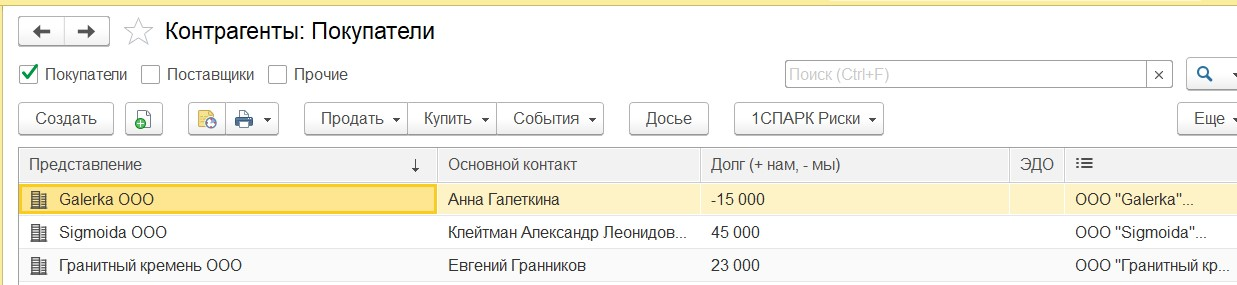 Контрагенты: Покупатели
Покупатели Поставщики Прочие Поиск (Ctrl+F) ×
Создать Продать Купить События Досье 1СПАРК Риски Еще
Представление ↓ Основной контакт Долг (+ нам, - мы) ЭДО
Galerka ООО Анна Галеткина -15 000 ООО "Galerka"...
Sigmoida ООО Клейтман Александр Леонидов... 45 000 ООО "Sigmoida"...
Гранитный кремень ООО Евгений Гранников 23 000 ООО "Гранитный кр...